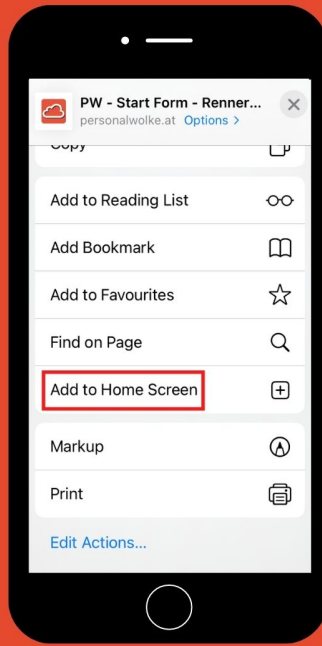 PW - Start Form - Renner...
personalwolke.at Options >
Copy
Add to Reading List
Add Bookmark
Add to Favourites
Find on Page
Add to Home Screen
Markup
Print
Edit Actions...